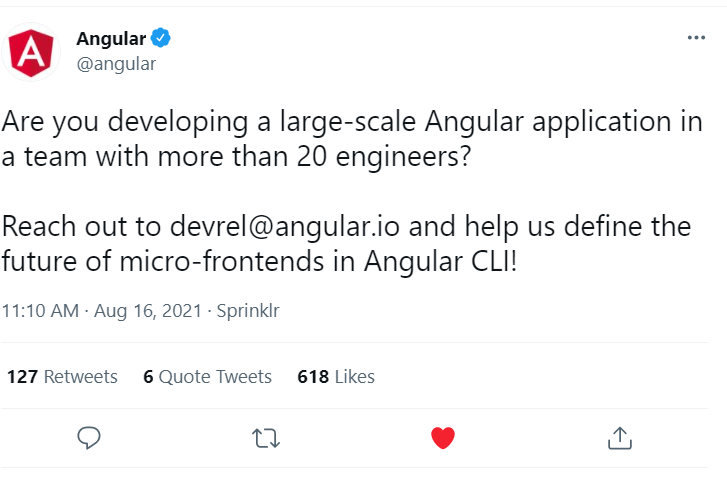 Angular
@angular
Are you developing a large-scale Angular application in
a team with more than 20 engineers?
Reach out to devrel@angular.io and help us define the
future of micro-frontends in Angular CLI!
11:10 AM · Aug 16, 2021 · Sprinklr
127 Retweets 6 Quote Tweets 618 Likes